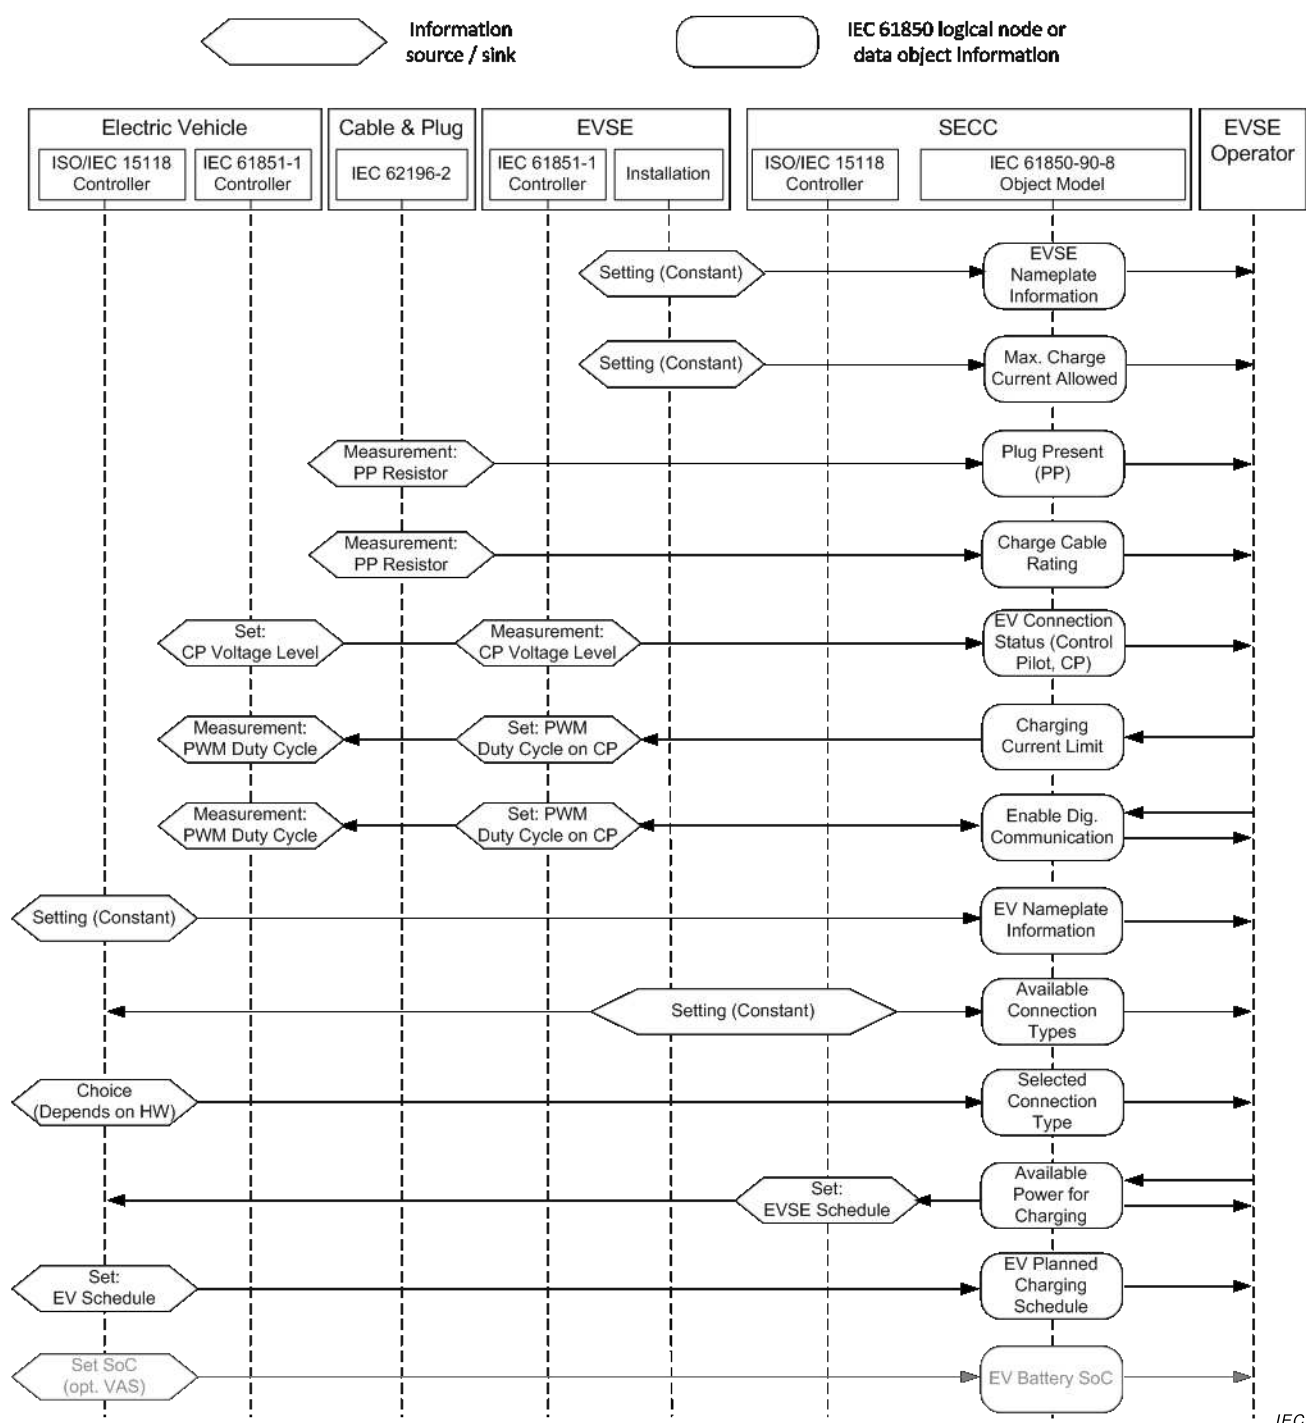 Information
source / sink
IEC 61850 logical node or
data object information
Electric Vehicle
Cable & Plug
EVSE
SECC
EVSE
Operator
ISO/IEC 15118
Controller
IEC 61851-1
Controller
IEC 62196-2
IEC 61851-1
Controller
Installation
ISO/IEC 15118
Controller
IEC 61850-90-8
Object Model
Setting (Constant)
EVSE
Nameplate
Information
Setting (Constant)
Max. Charge
Current Allowed
Measurement:
PP Resistor
Plug Present
(PP)
Measurement:
PP Resistor
Charge Cable
Rating
Set:
CP Voltage Level
Measurement:
CP Voltage Level
EV Connection
Status (Control
Pilot, CP)
Measurement:
PWM Duty Cycle
Set: PWM
Duty Cycle on CP
Charging
Current Limit
Measurement:
PWM Duty Cycle
Set: PWM
Duty Cycle on CP
Enable Dig.
Communication
Setting (Constant)
EV Nameplate
Information
Setting (Constant)
Available
Connection
Types
Choice
(Depends on HW)
Selected
Connection
Type
Set:
EVSE Schedule
Available
Power for
Charging
Set:
EV Schedule
EV Planned
Charging
Schedule
Set SoC
(opt. VAS)
EV Battery SoC
IEC